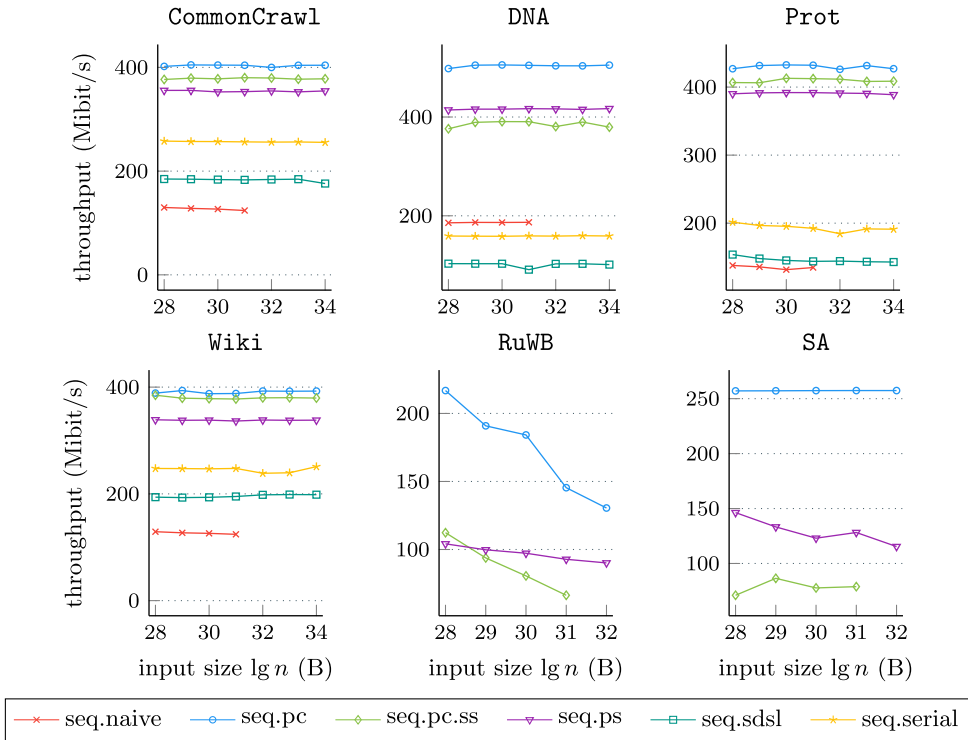 CommonCrawl
DNA
Prot
throughput (Mibit/s)
400
200
0
28 30 32 34
400
200
28 30 32 34
400
300
200
28 30 32 34
Wiki
RuWB
SA
throughput (Mibit/s)
400
200
0
28 30 32 34
input size lg n (B)
200
150
100
28 29 30 31 32
input size lg n (B)
250
200
150
100
28 29 30 31 32
input size lg n (B)
seq.naive seq.pc seq.pc.ss seq.ps seq.sdsl seq.serial